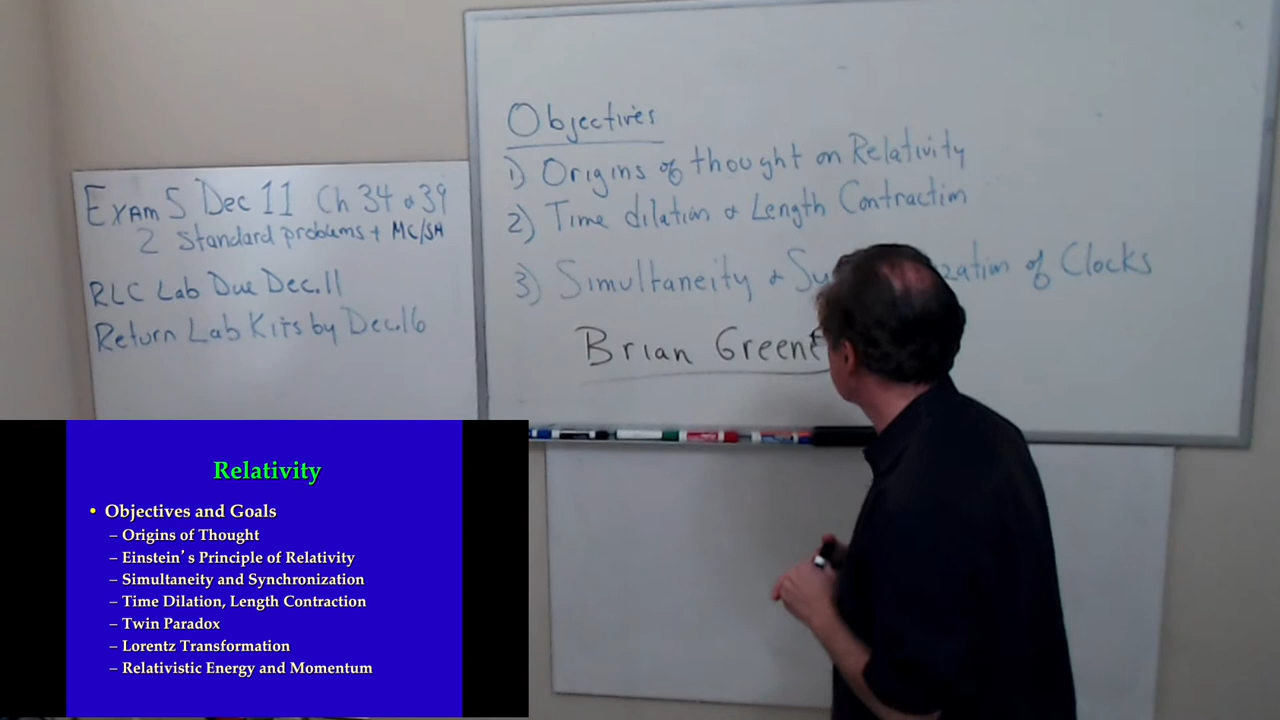 Exam 5 Dec 11 Ch 34 & 39
2 Standard problems + MC/SA
RLC Lab Due Dec. 11
Return Lab Kits by Dec. 16
Objectives
1) Origins of thought on Relativity
2) Time dilation & Length Contraction
3) Simultaneity & of Clocks
Brian Greene
Relativity
• Objectives and Goals
– Origins of Thought
– Einstein's Principle of Relativity
– Simultaneity and Synchronization
– Time Dilation, Length Contraction
– Twin Paradox
– Lorentz Transformation
– Relativistic Energy and Momentum